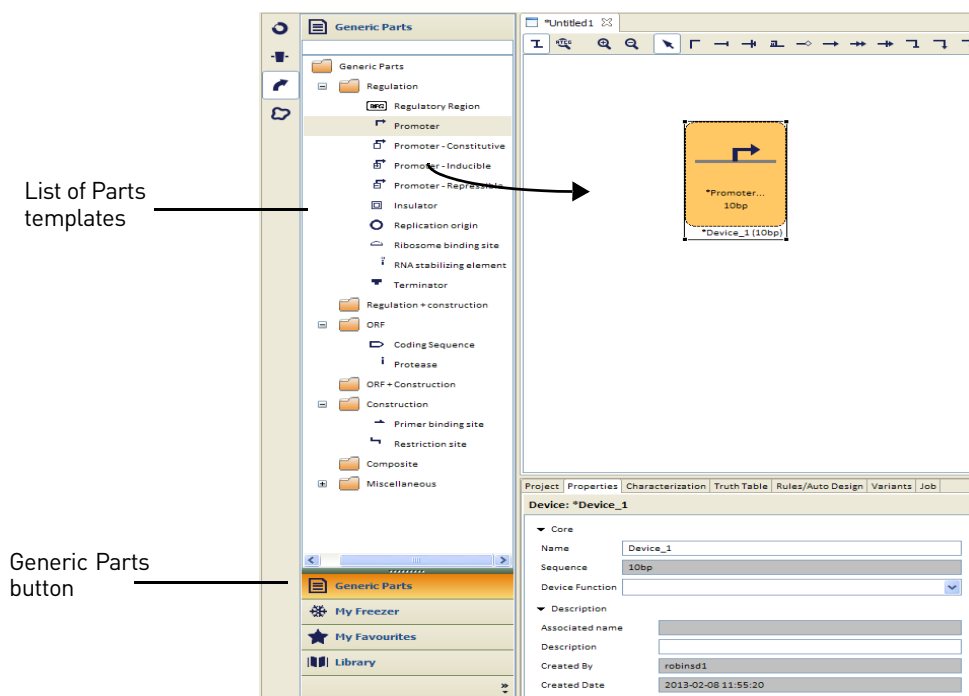 List of Parts
templates
Generic Parts
button
Generic Parts
Generic Parts
Regulation
REG Regulatory Region
Promoter
Promoter - Constitutive
Promoter - Inducible
Promoter - Repressible
Insulator
Replication origin
Ribosome binding site
RNA stabilizing element
Terminator
Regulation + construction
ORF
Coding Sequence
Protease
ORF + Construction
Construction
Primer binding site
Restriction site
Composite
Miscellaneous
Generic Parts
My Freezer
My Favourites
Library
*Untitled1
*Promoter...
10bp
*Device_1 (10bp)
Project Properties Characterization Truth Table Rules/Auto Design Variants Job
Device: *Device_1
Core
Name Device_1
Sequence 10bp
Device Function
Description
Associated name
Description
Created By robinsd1
Created Date 2013-02-08 11:55:20